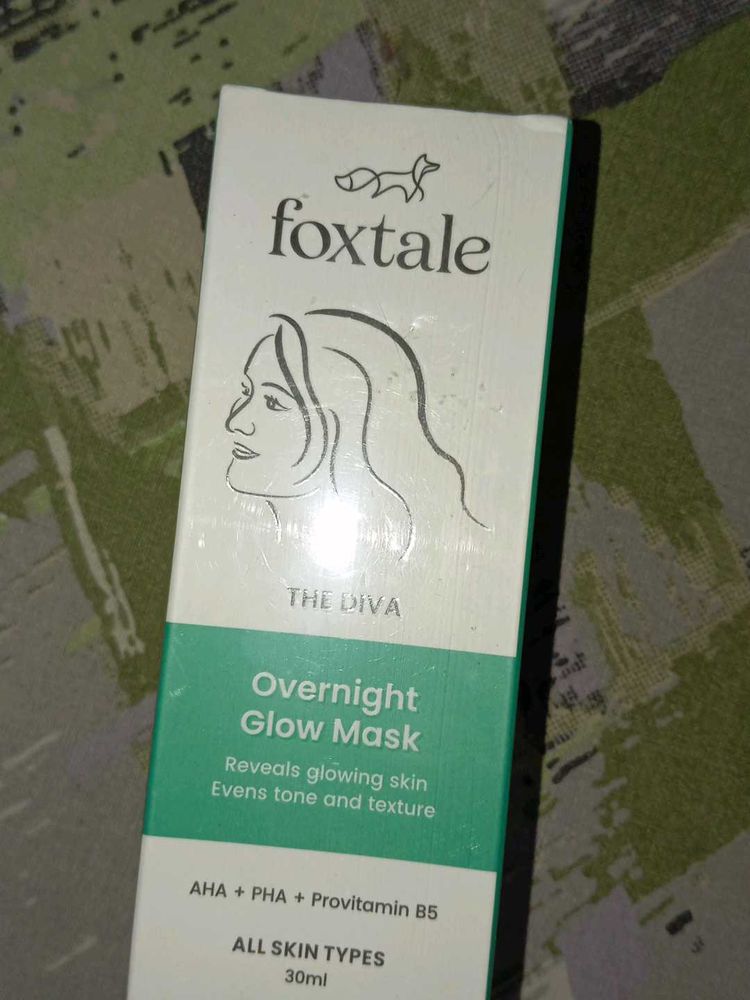 foxtale
THE DIVA
Overnight
Glow Mask
Reveals glowing skin
Evens tone and texture
AHA + PHA + Provitamin B5
ALL SKIN TYPES
30ml